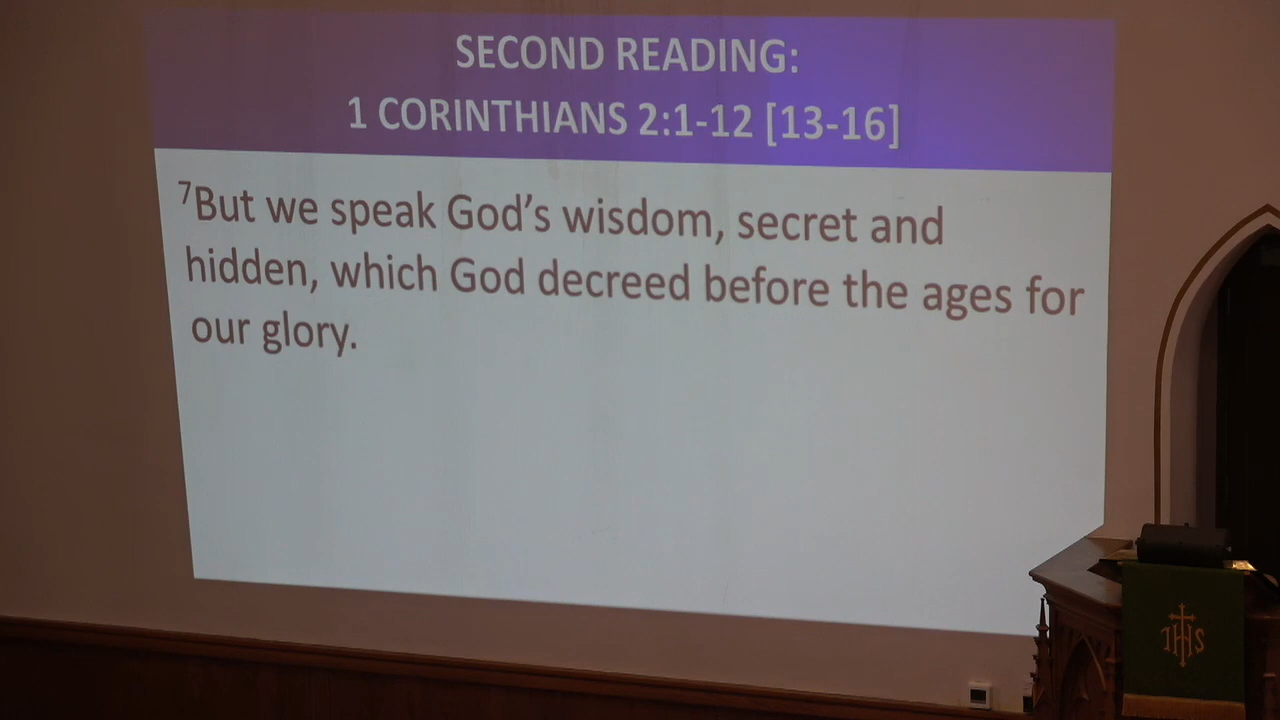 SECOND READING:
1 CORINTHIANS 2:1-12 [13-16]
⁷But we speak God's wisdom, secret and
hidden, which God decreed before the ages for
our glory.
IHS